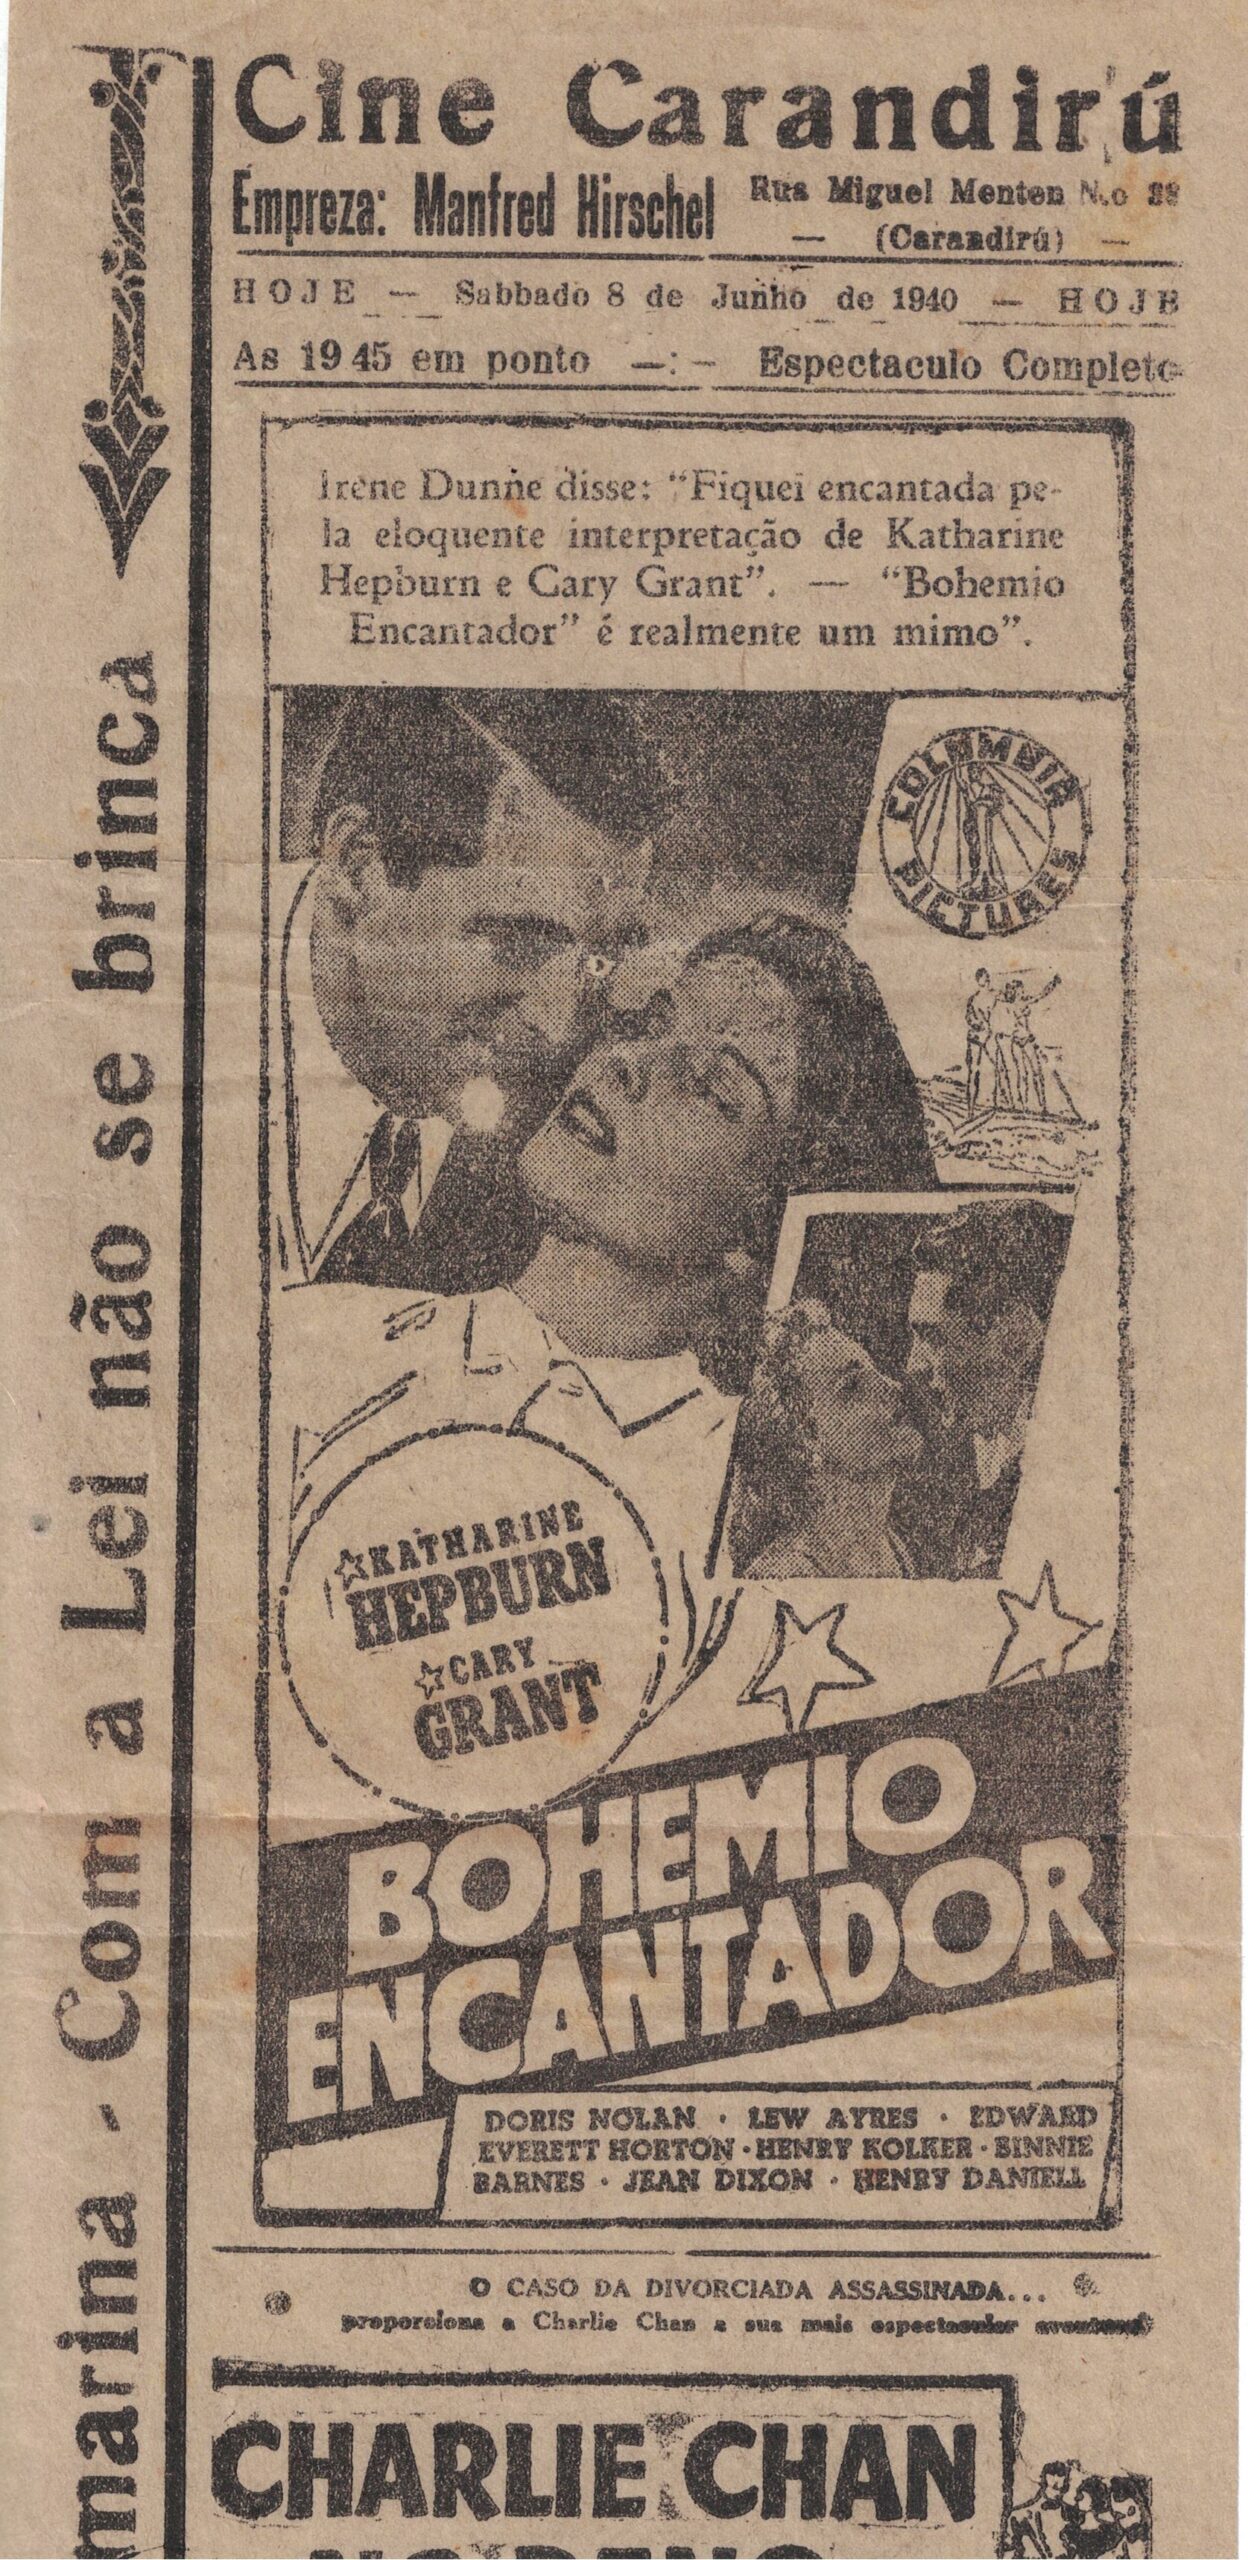 Cine Carandirú
Empreza: Manfred Hirschel
Rua Miguel Menten N.o
— (Carandirú) —
HOJE — Sabbado 8 de Junho de 1940 — HOJE
As 19 45 em ponto —:— Espectaculo Completo
Irene Dunne disse: “Fiquei encantada pe-
la eloquente interpretação de Katharine
Hepburn e Cary Grant”. — “Bohemio
Encantador” é realmente um mimo”.
COLUMBIA
PICTURES
KATHARINE
HEPBURN
CARY
GRANT
BOHEMIO
ENCANTADOR
DORIS NOLAN · LEW AYRES · EDWARD
EVERETT HORTON · HENRY KOLKER · BINNIE
BARNES · JEAN DIXON · HENRY DANIELL
O CASO DA DIVORCIADA ASSASSINADA...
proporciona a Charlie Chan a sua mais espectacular
CHARLIE CHAN
marina - Com a Lei não se brinca